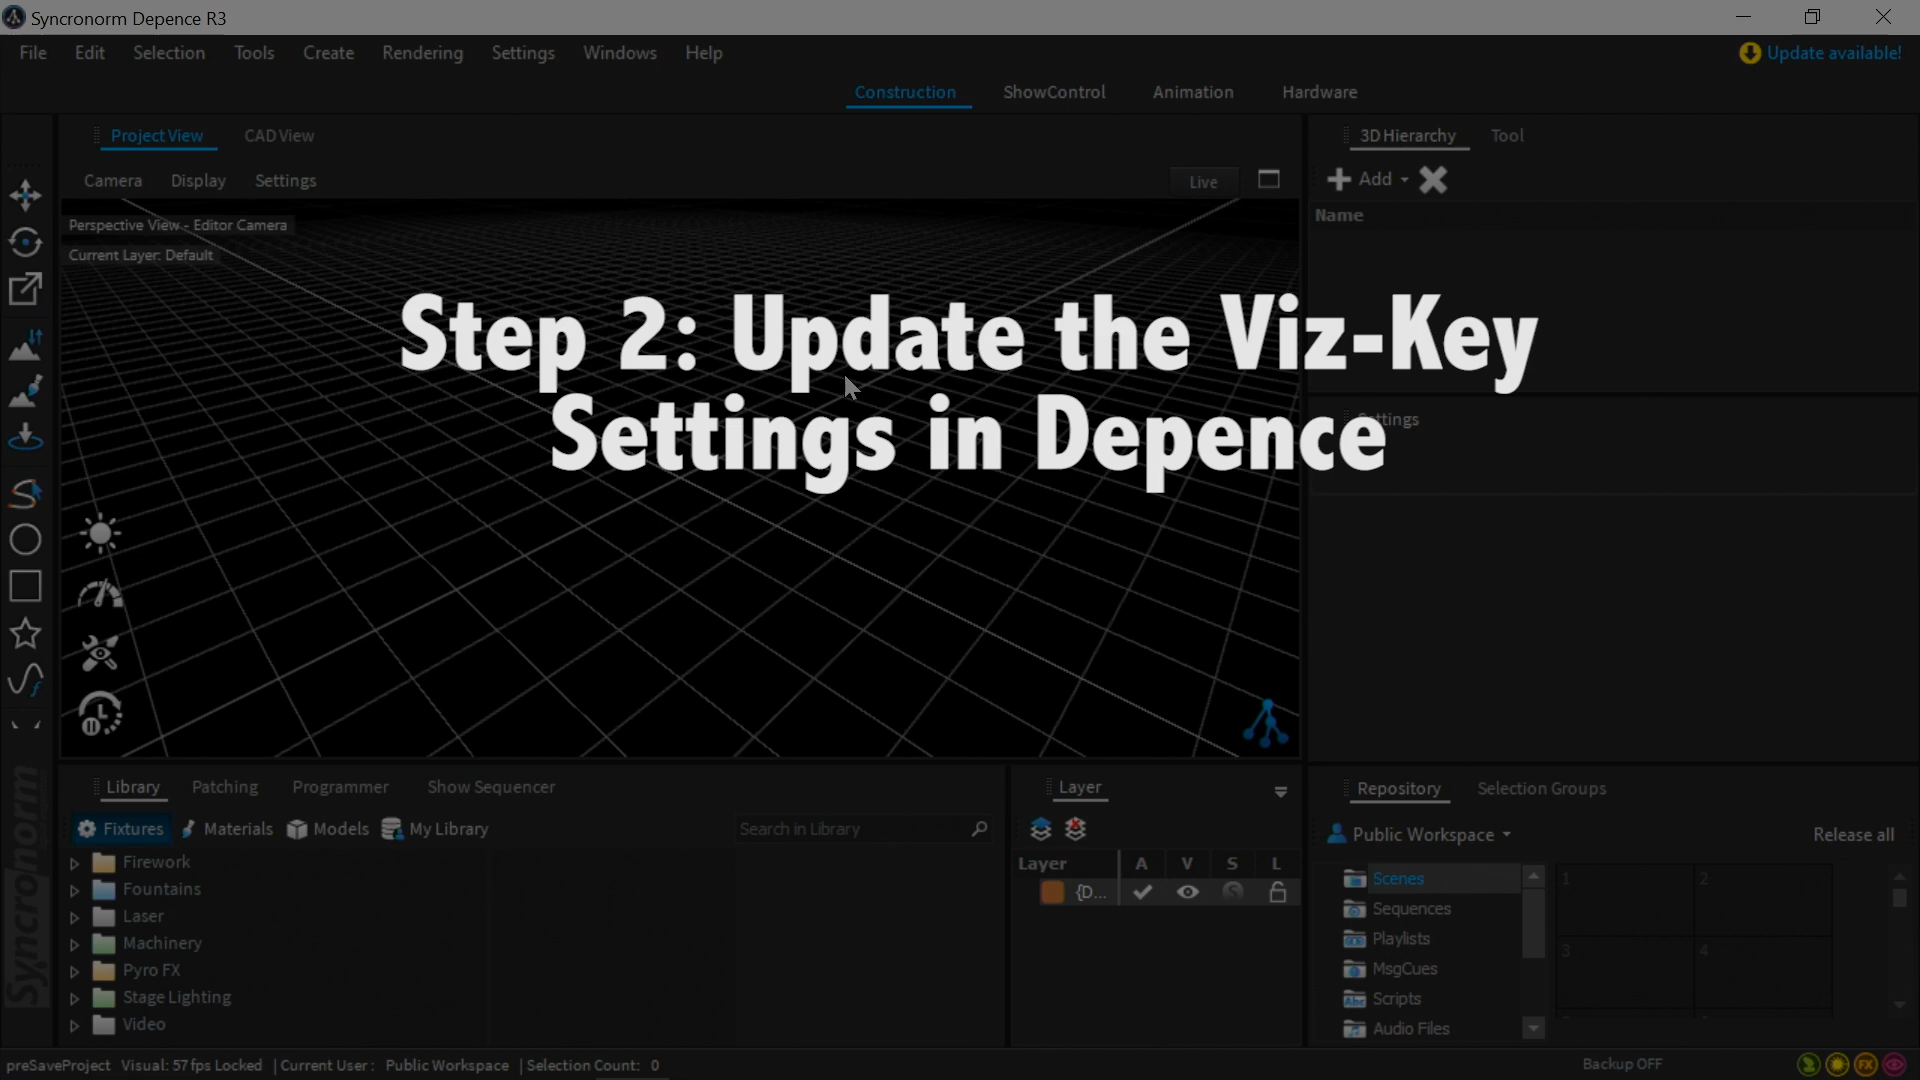 Syncronorm Depence R3
File Edit Selection Tools Create Rendering Settings Windows Help
Update available!
Construction ShowControl Animation Hardware
Project View CAD View
3D Hierarchy Tool
Camera Display Settings
Live
Add
Name
Perspective View - Editor Camera
Current Layer: Default
Step 2: Update the Viz-Key
Settings in Depence
Library Patching Programmer Show Sequencer
Layer
Repository Selection Groups
Fixtures Materials Models My Library
Search in Library
Public Workspace
Release all
Layer A V S L
{D...
Firework
Fountains
Laser
Machinery
Pyro FX
Stage Lighting
Video
Scenes
Sequences
Playlists
MsgCues
Scripts
Audio Files
1 2
3 4
Syncronorm
preSaveProject Visual: 57 fps Locked | Current User : Public Workspace | Selection Count: 0
Backup OFF
FX